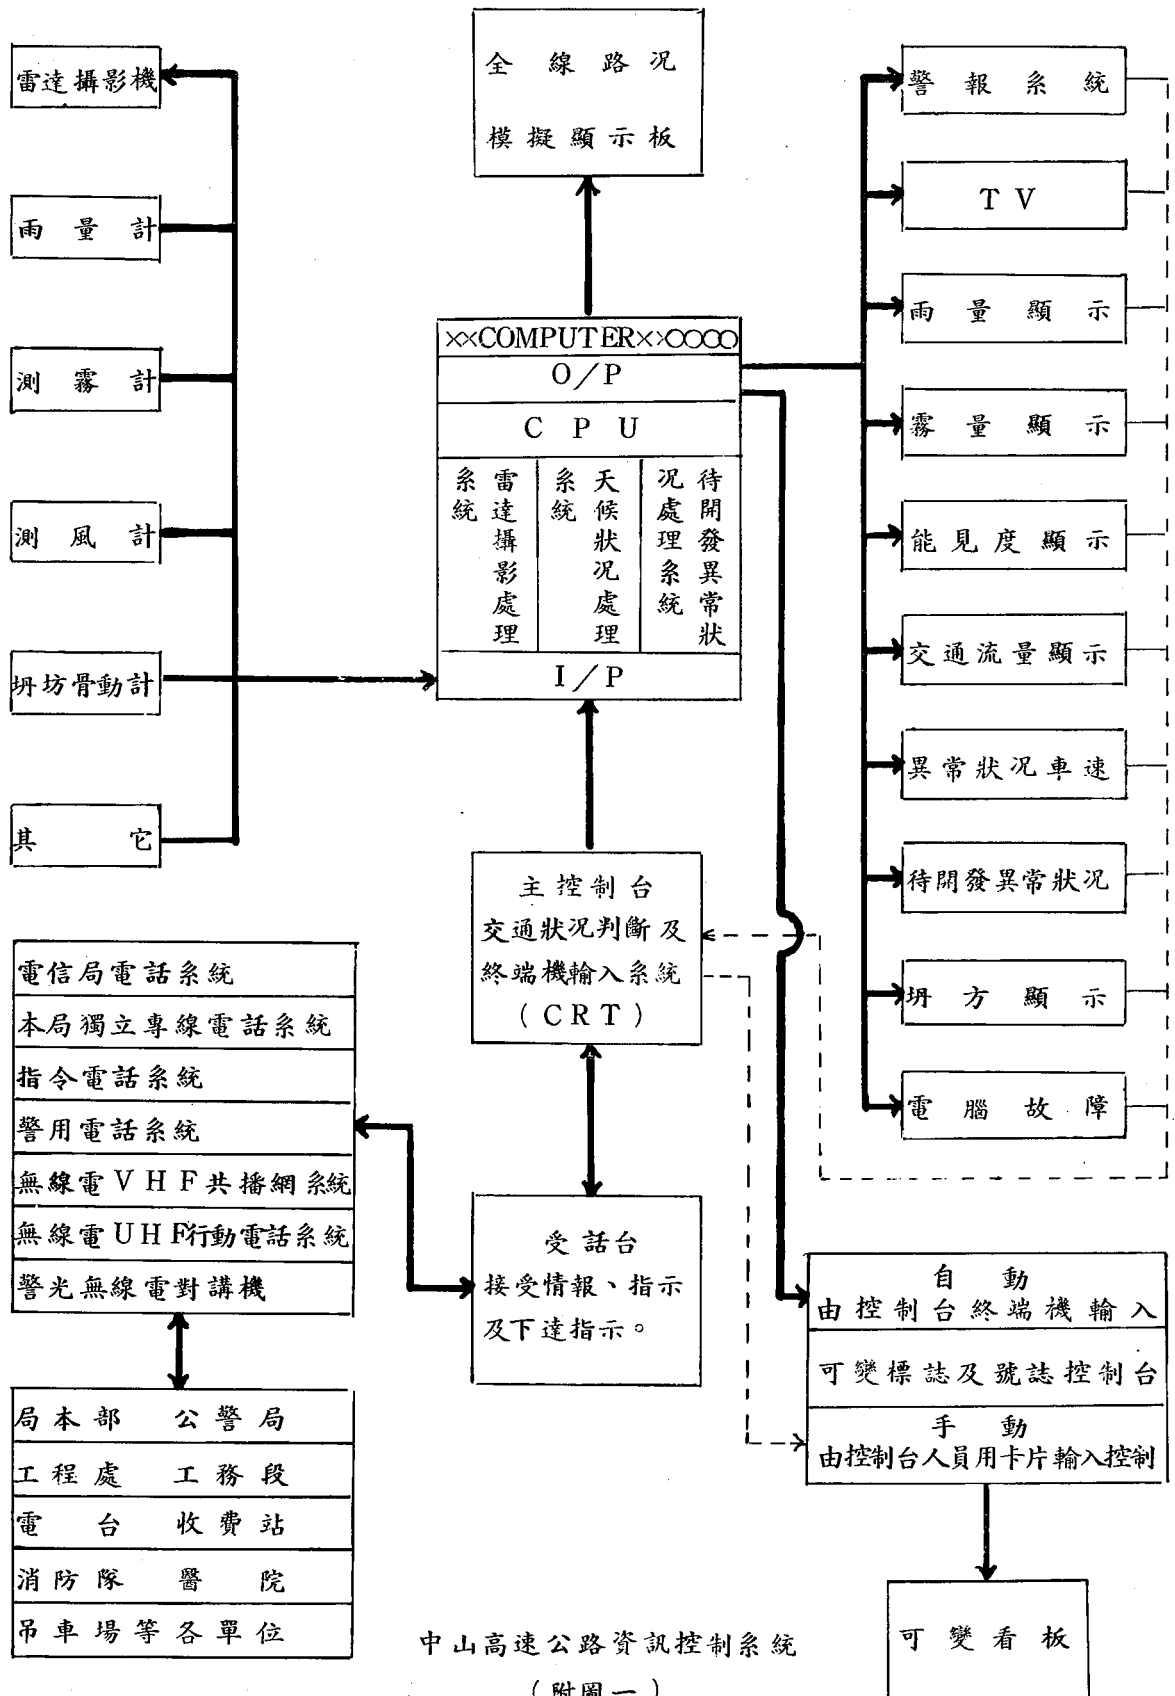 全線路況
模擬顯示板
雷達攝影機
雨量計
測霧計
測風計
坍坊骨動計
其它
××COMPUTER××OOOO
O/P
CPU
雷達攝影處理系統
天候狀況處理系統
待開發異常狀況處理系統
I/P
警報系統
TV
雨量顯示
霧量顯示
能見度顯示
交通流量顯示
異常狀況車速
待開發異常狀況
坍方顯示
電腦故障
主控制台
交通狀況判斷及
終端機輸入系統
(CRT)
電信局電話系統
本局獨立專線電話系統
指令電話系統
警用電話系統
無線電VHF共播網系統
無線電UHF行動電話系統
警光無線電對講機
受話台
接受情報、指示
及下達指示。
自動
由控制台終端機輸入
可變標誌及號誌控制台
手動
由控制台人員用卡片輸入控制
局本部 公警局
工程處 工務段
電台 收費站
消防隊 醫院
吊車場等各單位
可變看板
中山高速公路資訊控制系統
(附圖一)